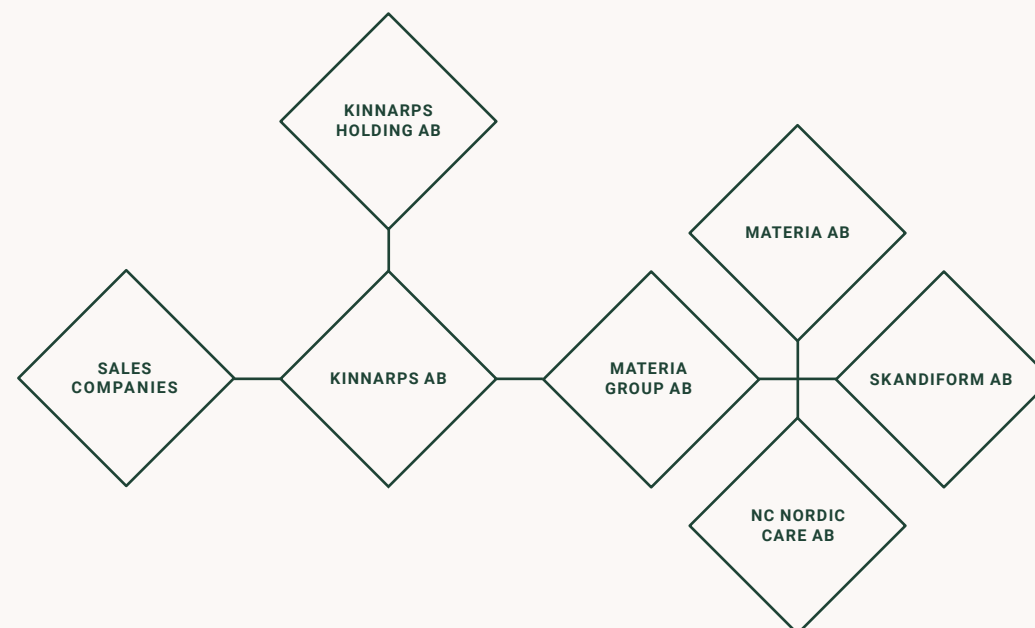 KINNARPS
HOLDING AB
MATERIA AB
SALES
COMPANIES
KINNARPS AB
MATERIA
GROUP AB
SKANDIFORM AB
NC NORDIC
CARE AB